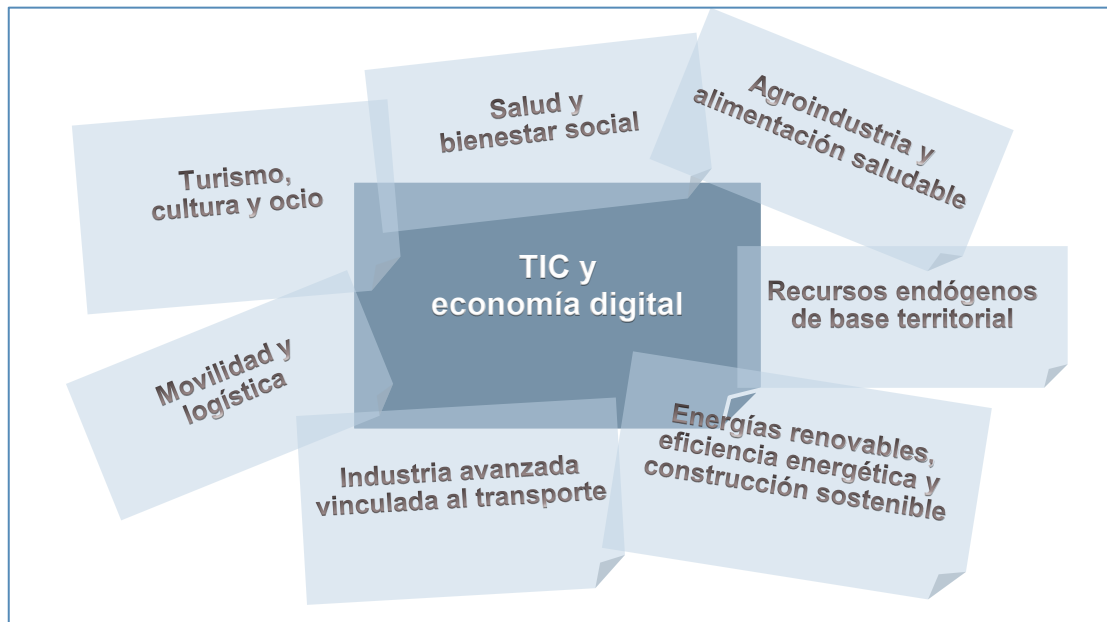 Salud y
bienestar social
Agroindustria y
alimentación saludable
Turismo,
cultura y ocio
TIC y
economía digital
Recursos endógenos
de base territorial
Movilidad y
logística
Industria avanzada
vinculada al transporte
Energías renovables,
eficiencia energética y
construcción sostenible